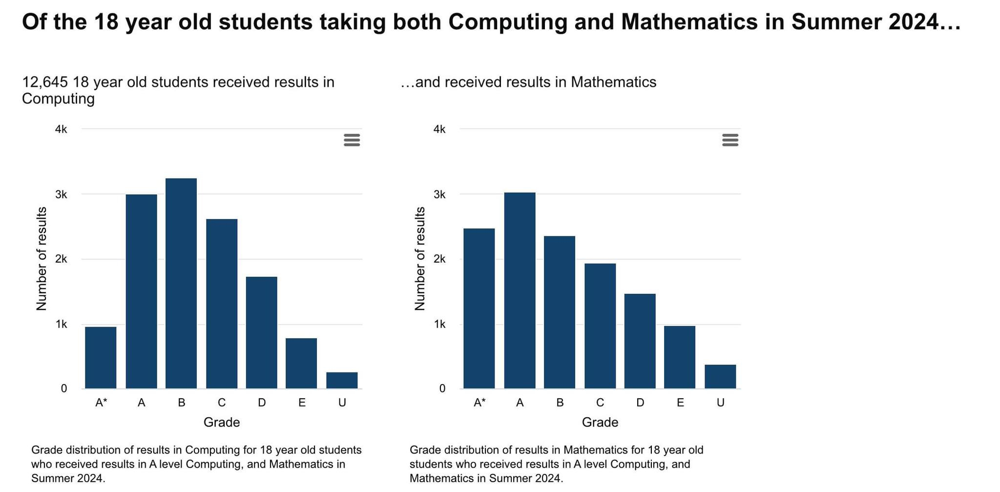 Of the 18 year old students taking both Computing and Mathematics in Summer 2024…
12,645 18 year old students received results in
Computing
4k
3k
2k
1k
0
Number of results
A* A B C D E U
Grade
Grade distribution of results in Computing for 18 year old students
who received results in A level Computing, and Mathematics in
Summer 2024.
…and received results in Mathematics
4k
3k
2k
1k
0
Number of results
A* A B C D E U
Grade
Grade distribution of results in Mathematics for 18 year old
students who received results in A level Computing, and
Mathematics in Summer 2024.